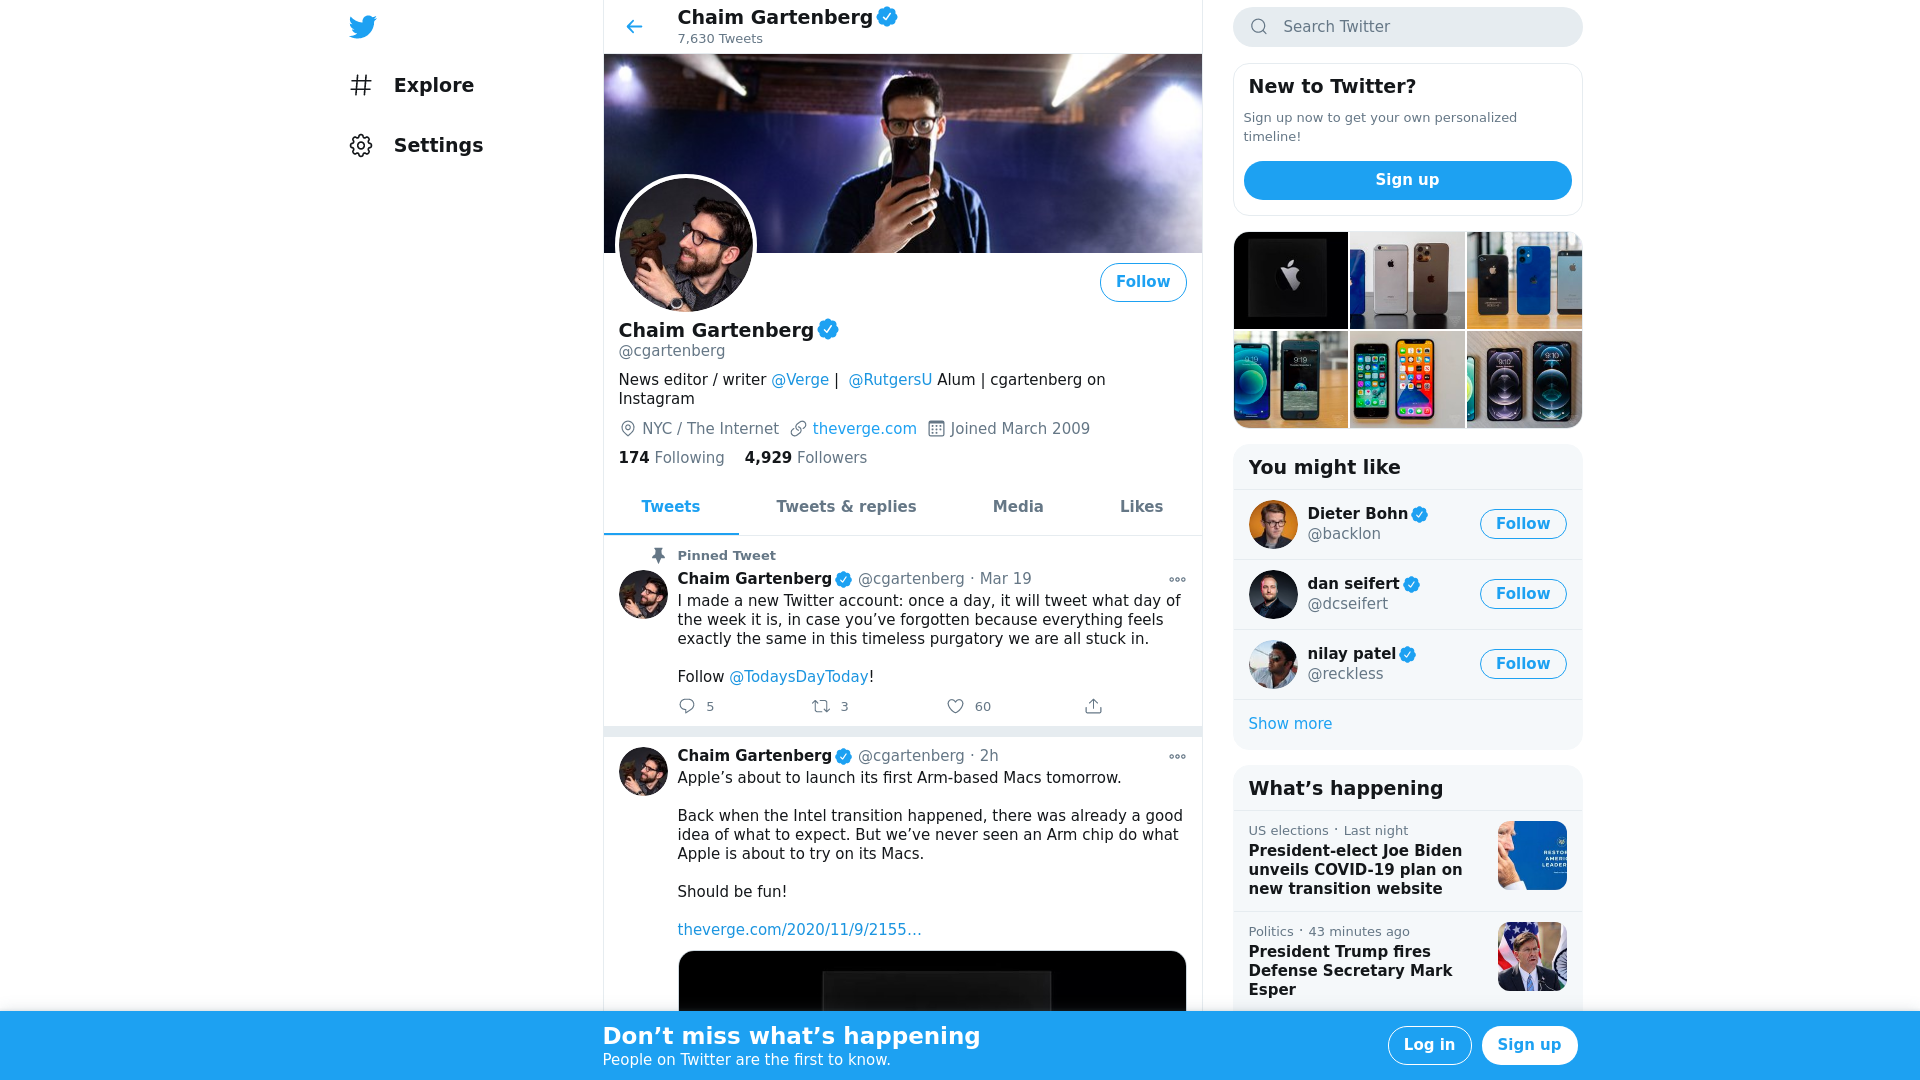 Explore
Settings
Chaim Gartenberg
7,630 Tweets
Follow
Chaim Gartenberg
@cgartenberg
News editor / writer @Verge | @RutgersU Alum | cgartenberg on
Instagram
NYC / The Internet theverge.com Joined March 2009
174 Following 4,929 Followers
Tweets Tweets & replies Media Likes
Pinned Tweet
Chaim Gartenberg @cgartenberg · Mar 19
I made a new Twitter account: once a day, it will tweet what day of
the week it is, in case you’ve forgotten because everything feels
exactly the same in this timeless purgatory we are all stuck in.
Follow @TodaysDayToday!
5 3 60
Chaim Gartenberg @cgartenberg · 2h
Apple’s about to launch its first Arm-based Macs tomorrow.
Back when the Intel transition happened, there was already a good
idea of what to expect. But we’ve never seen an Arm chip do what
Apple is about to try on its Macs.
Should be fun!
theverge.com/2020/11/9/2155…
Search Twitter
New to Twitter?
Sign up now to get your own personalized
timeline!
Sign up
You might like
Dieter Bohn
@backlon
Follow
dan seifert
@dcseifert
Follow
nilay patel
@reckless
Follow
Show more
What’s happening
US elections · Last night
President-elect Joe Biden
unveils COVID-19 plan on
new transition website
Politics · 43 minutes ago
President Trump fires
Defense Secretary Mark
Esper
Don’t miss what’s happening
People on Twitter are the first to know.
Log in
Sign up